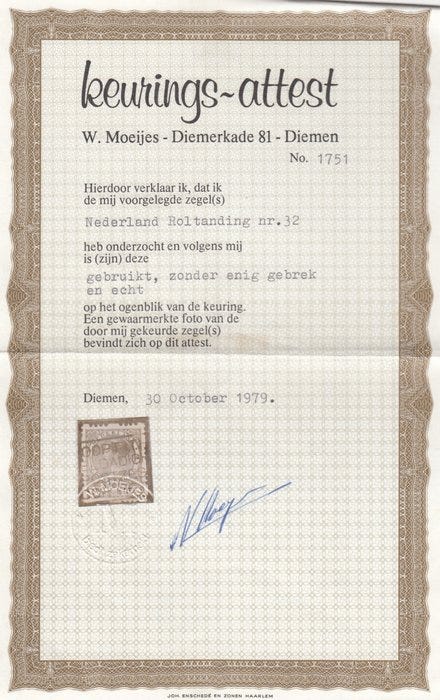 keurings~attest
W. Moeijes - Diemerkade 81 - Diemen
No. 1751
Hierdoor verklaar ik, dat ik
de mij voorgelegde zegel(s)
Nederland Roltanding nr.32
heb onderzocht en volgens mij
is (zijn) deze
gebruikt, zonder enig gebrek
en echt
op het ogenblik van de keuring.
Een gewaarmerkte foto van de
door mij gekeurde zegel(s)
bevindt zich op dit attest.
Diemen, 30 October 1979.
W. MOEIJES
JOH. ENSCHEDÉ EN ZONEN HAARLEM